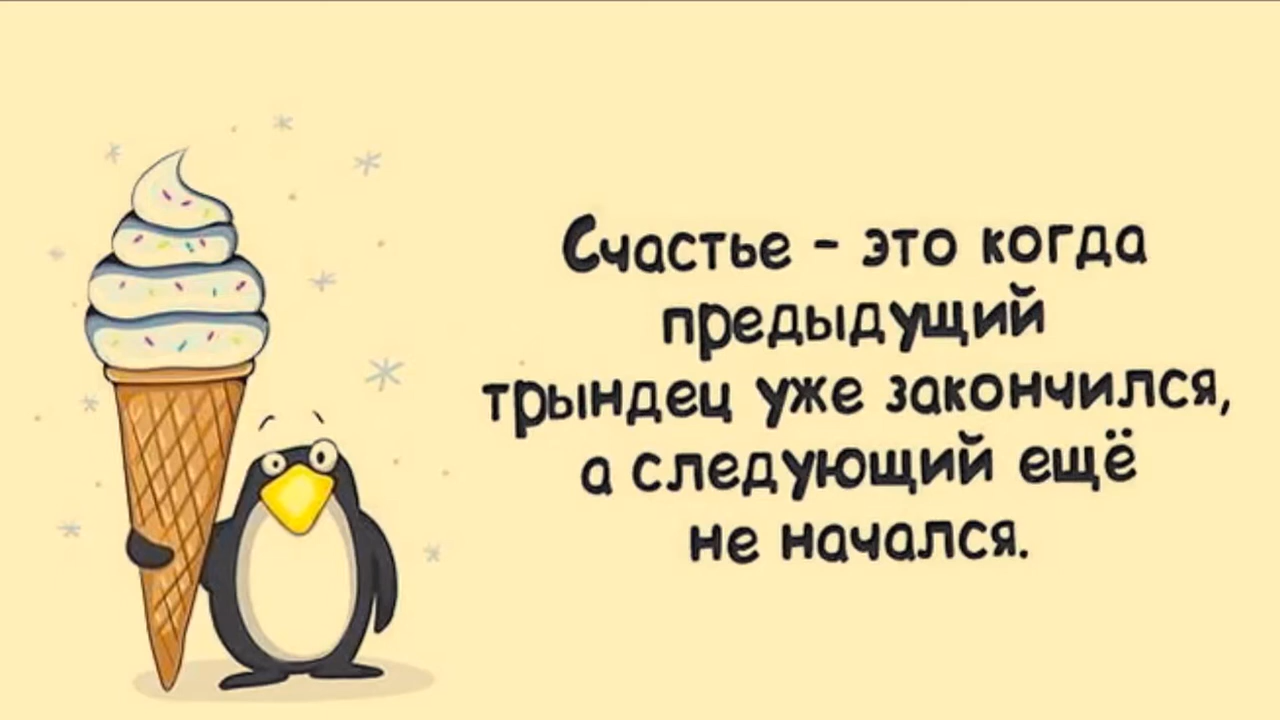 Счастье - это когда
предыдущий
трындец уже закончился,
а следующий ещё
не начался.